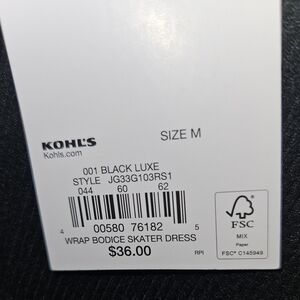 KOHL'S
Kohls.com
SIZE M
001 BLACK LUXE
STYLE JG33G103RS1
044 60 62
4 00580 76182 5
WRAP BODICE SKATER DRESS
$36.00
RPI
FSC
MIX
Paper
FSC® C145949